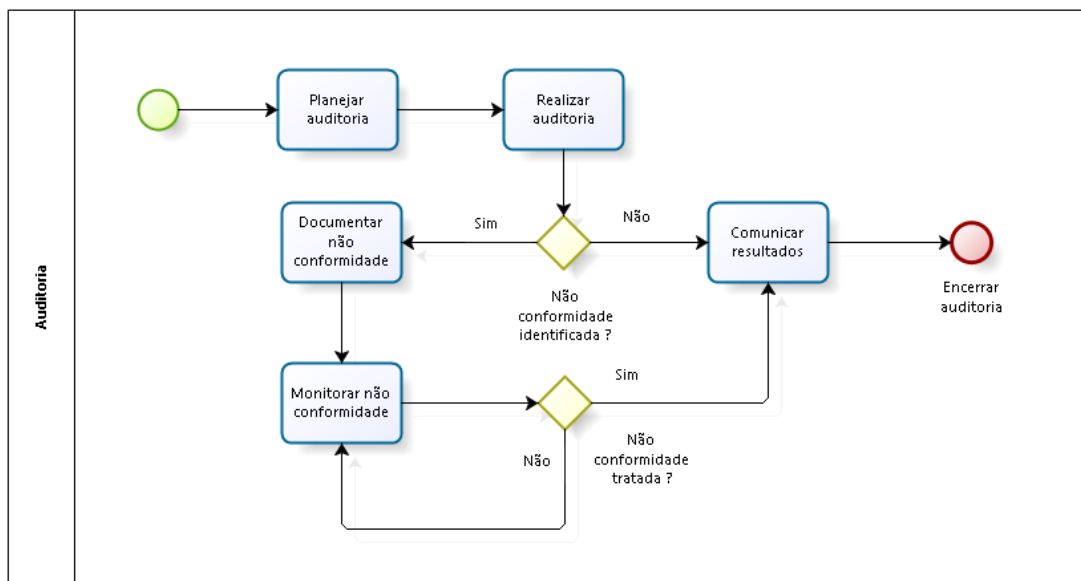 Auditoria
Planejar
auditoria
Realizar
auditoria
Documentar
não
conformidade
Sim
Não
Comunicar
resultados
Não
conformidade
identificada ?
Encerrar
auditoria
Monitorar não
conformidade
Sim
Não
Não
conformidade
tratada ?